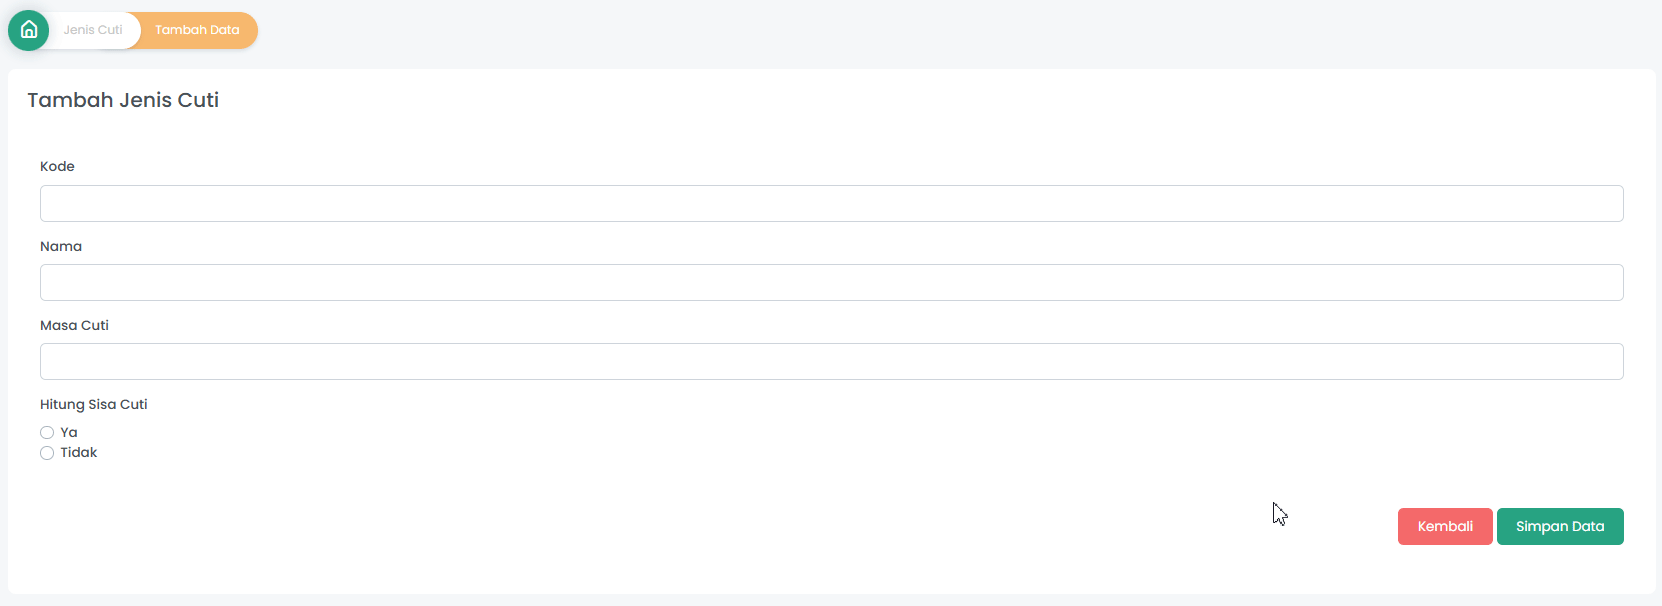 Jenis Cuti Tambah Data
Tambah Jenis Cuti
Kode
Nama
Masa Cuti
Hitung Sisa Cuti
Ya
Tidak
Kembali Simpan Data